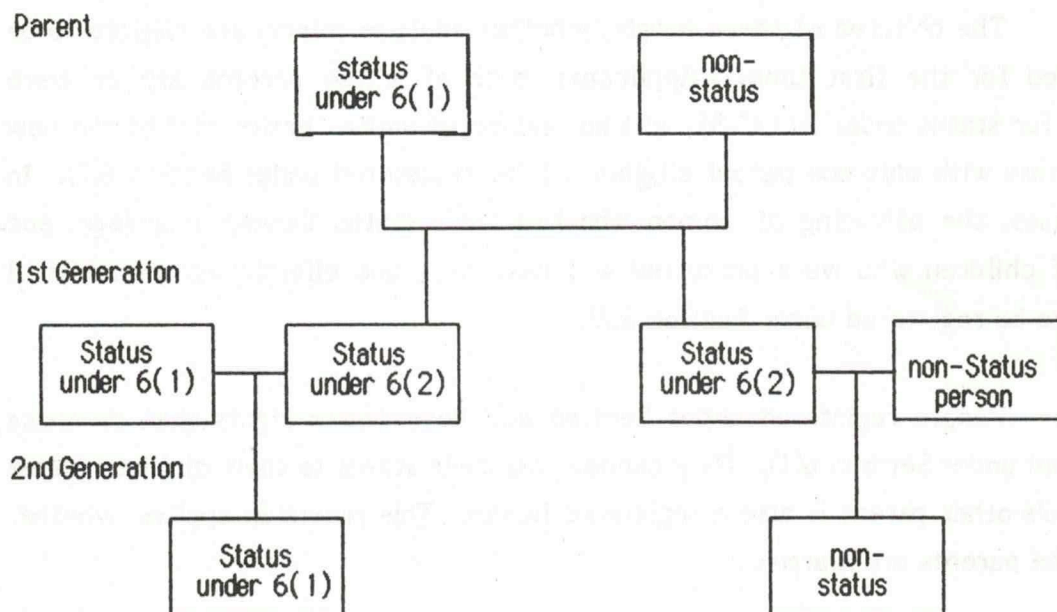 Parent
status
under 6(1)
non-
status
1st Generation
Status
under 6(1)
Status
under 6(2)
Status
under 6(2)
non-Status
person
2nd Generation
Status
under 6(1)
non-
status